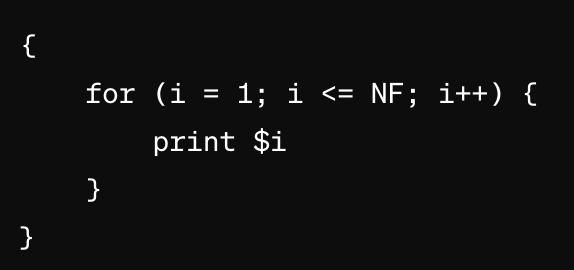 {
    for (i = 1; i <= NF; i++) {
        print $i
    }
}